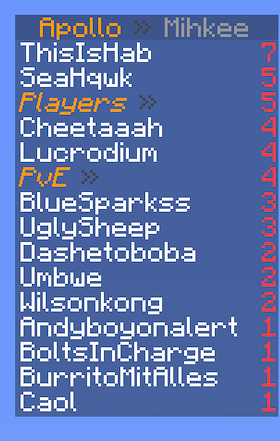 Apollo » Mihkee
ThisIsHab 7
SeaHqwk 5
Players » 5
Cheetaaah 4
Lucrodium 4
PvE » 4
BlueSparkss 3
UglySheep 3
Dashetoboba 2
Umbwe 2
Wilsonkong 2
Andyboyonalert 1
BoltsInCharge 1
BurritoMitAlles 1
Caol 1